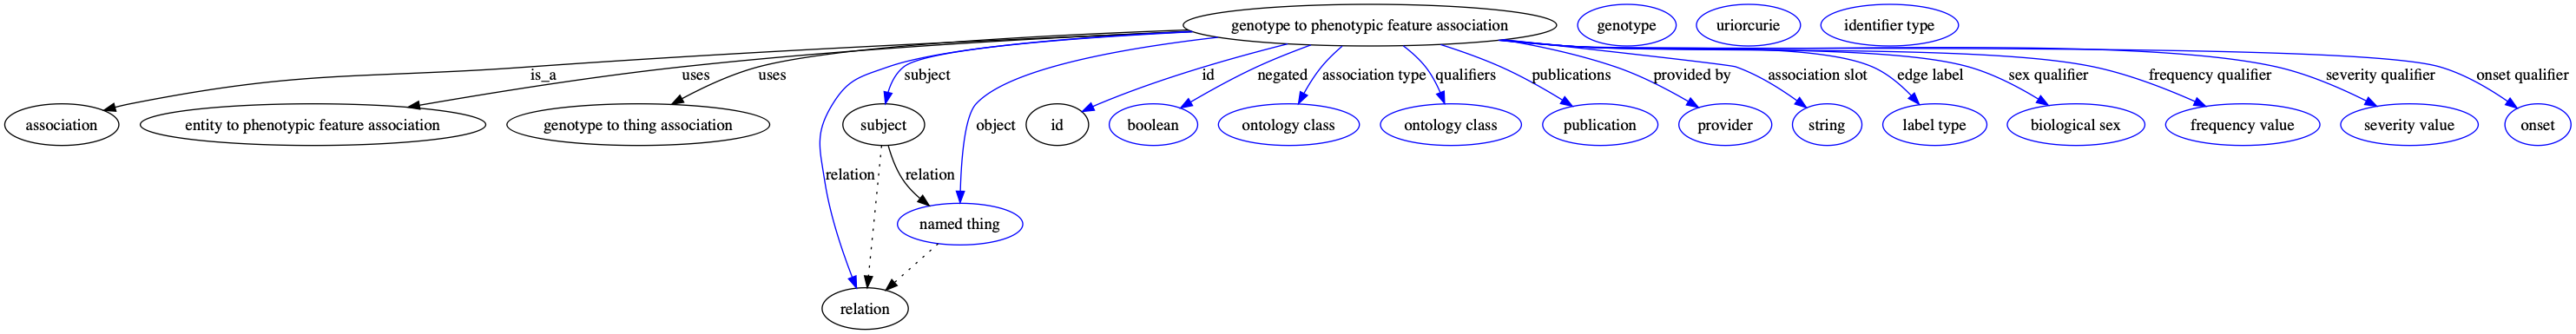 genotype to phenotypic feature association
genotype
uriorcurie
identifier type
is_a
uses
uses
subject
id
negated
association type
qualifiers
publications
provided by
association slot
edge label
sex qualifier
frequency qualifier
severity qualifier
onset qualifier
association
entity to phenotypic feature association
genotype to thing association
subject
object
id
boolean
ontology class
ontology class
publication
provider
string
label type
biological sex
frequency value
severity value
onset
relation
relation
named thing
relation